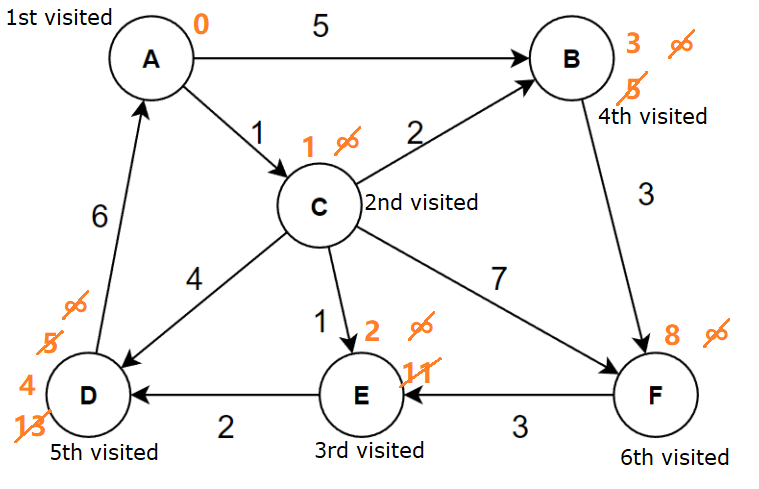 1st visited
0
A
5
B
3 ∞
5
4th visited
1
2
1 ∞
C
2nd visited
6
3
4
7
∞
5
1
2 ∞
8 ∞
11
4
D
E
F
13
2
3
5th visited
3rd visited
6th visited